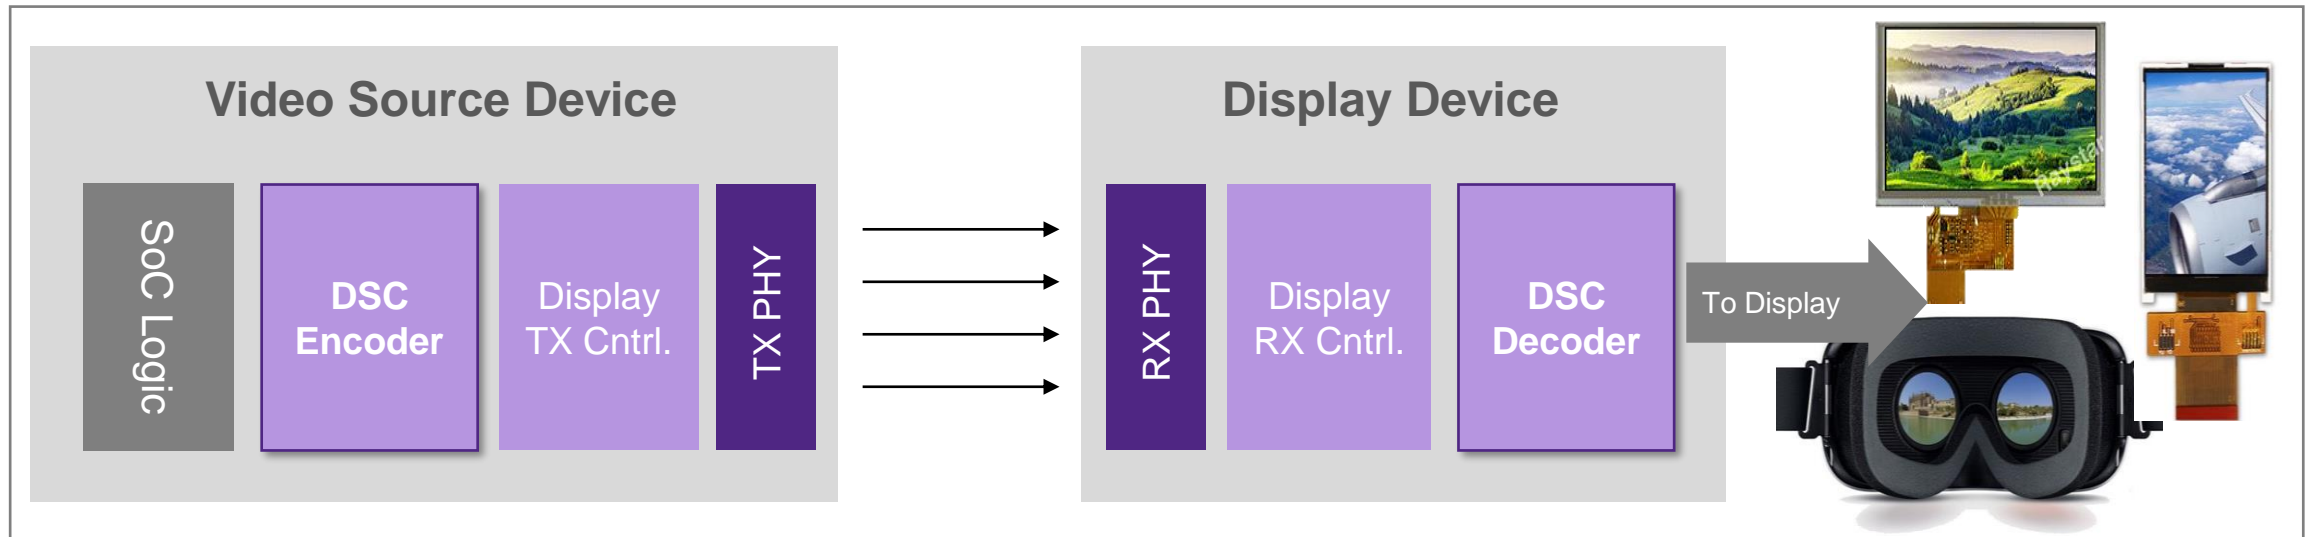 Video Source Device
Display Device
SoC Logic
DSC
Encoder
Display
TX Cntrl.
TX PHY
RX PHY
Display
RX Cntrl.
DSC
Decoder
To Display
Raystar